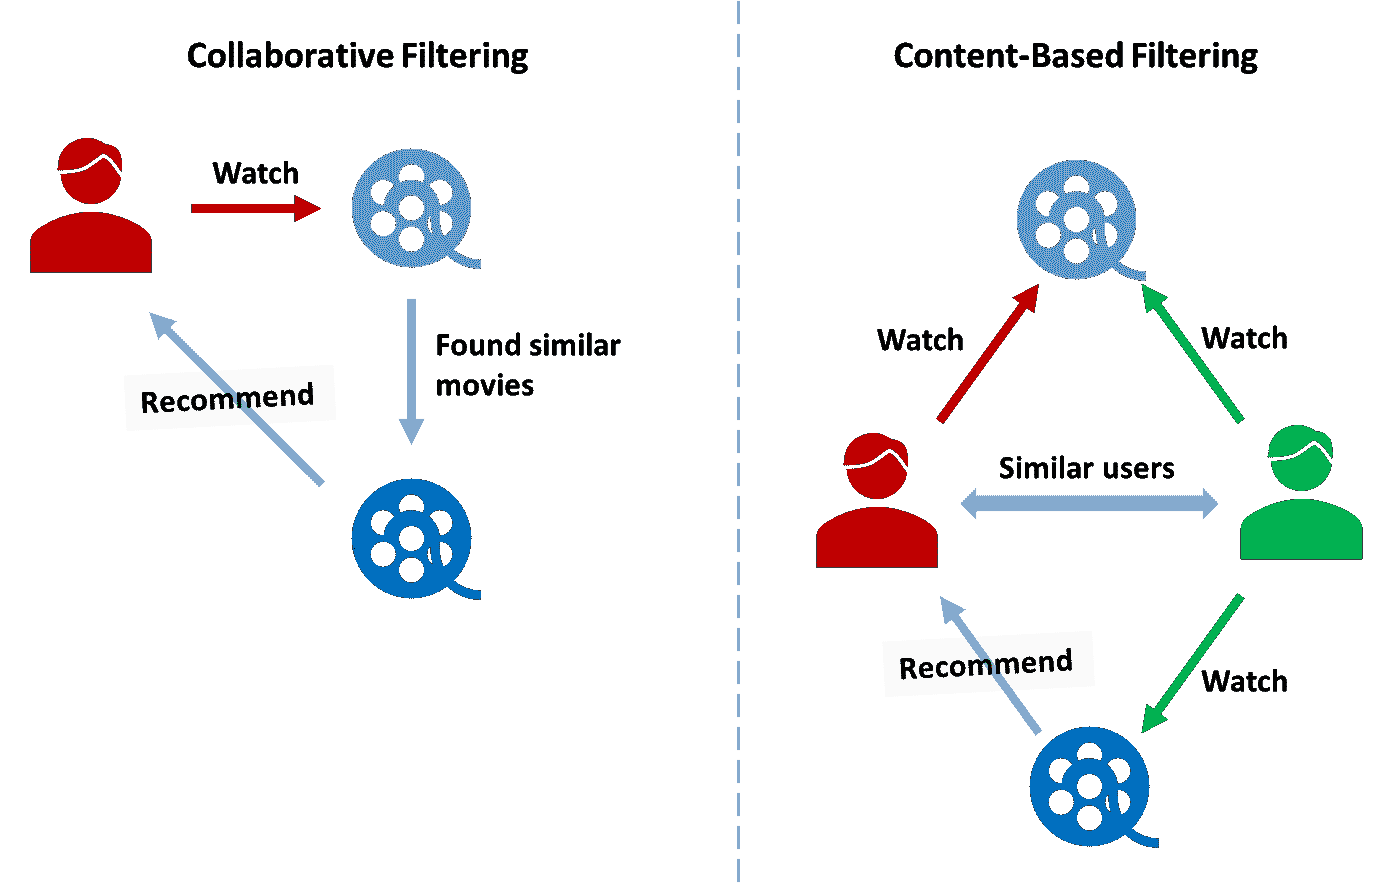 Collaborative Filtering
Watch
Found similar
movies
Recommend
Content-Based Filtering
Watch
Watch
Similar users
Recommend
Watch